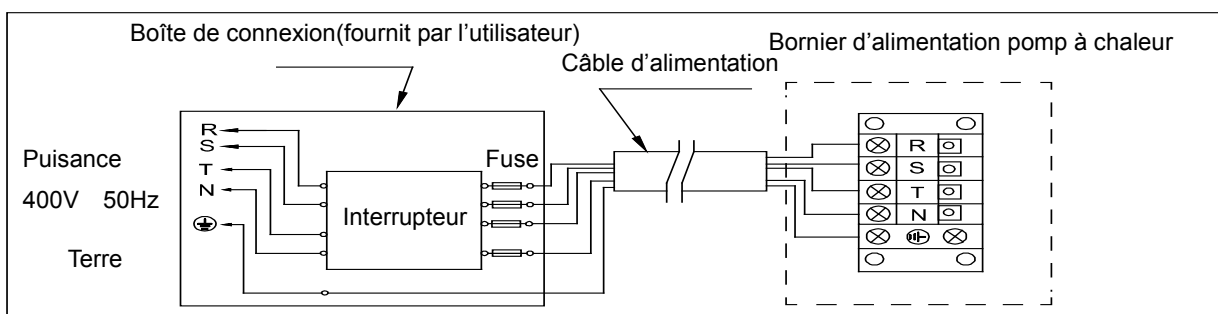 Boîte de connexion(fournit par l'utilisateur)
Bornier d'alimentation pomp à chaleur
Câble d'alimentation
R
S
T
N
Puisance
400V 50Hz
Terre
Interrupteur
Fuse
R
S
T
N